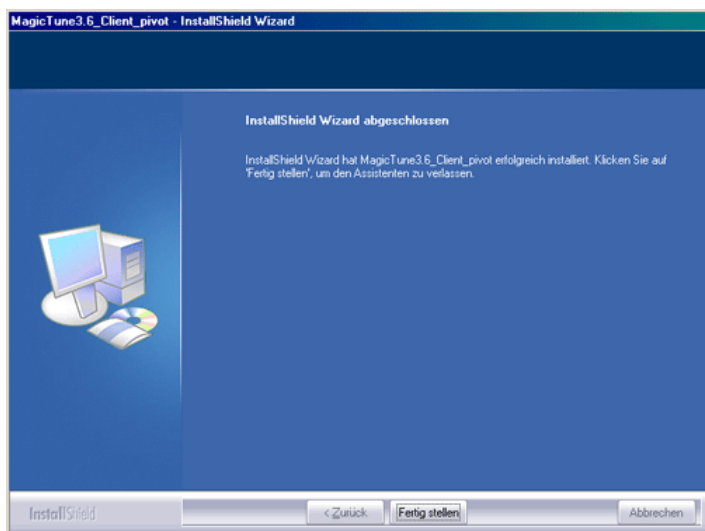 MagicTune3.6_Client_pivot - InstallShield Wizard
InstallShield Wizard abgeschlossen
InstallShield Wizard hat MagicTune3.6_Client_pivot erfolgreich installiert. Klicken Sie auf
'Fertig stellen', um den Assistenten zu verlassen.
InstallShield
< Zurück
Fertig stellen
Abbrechen